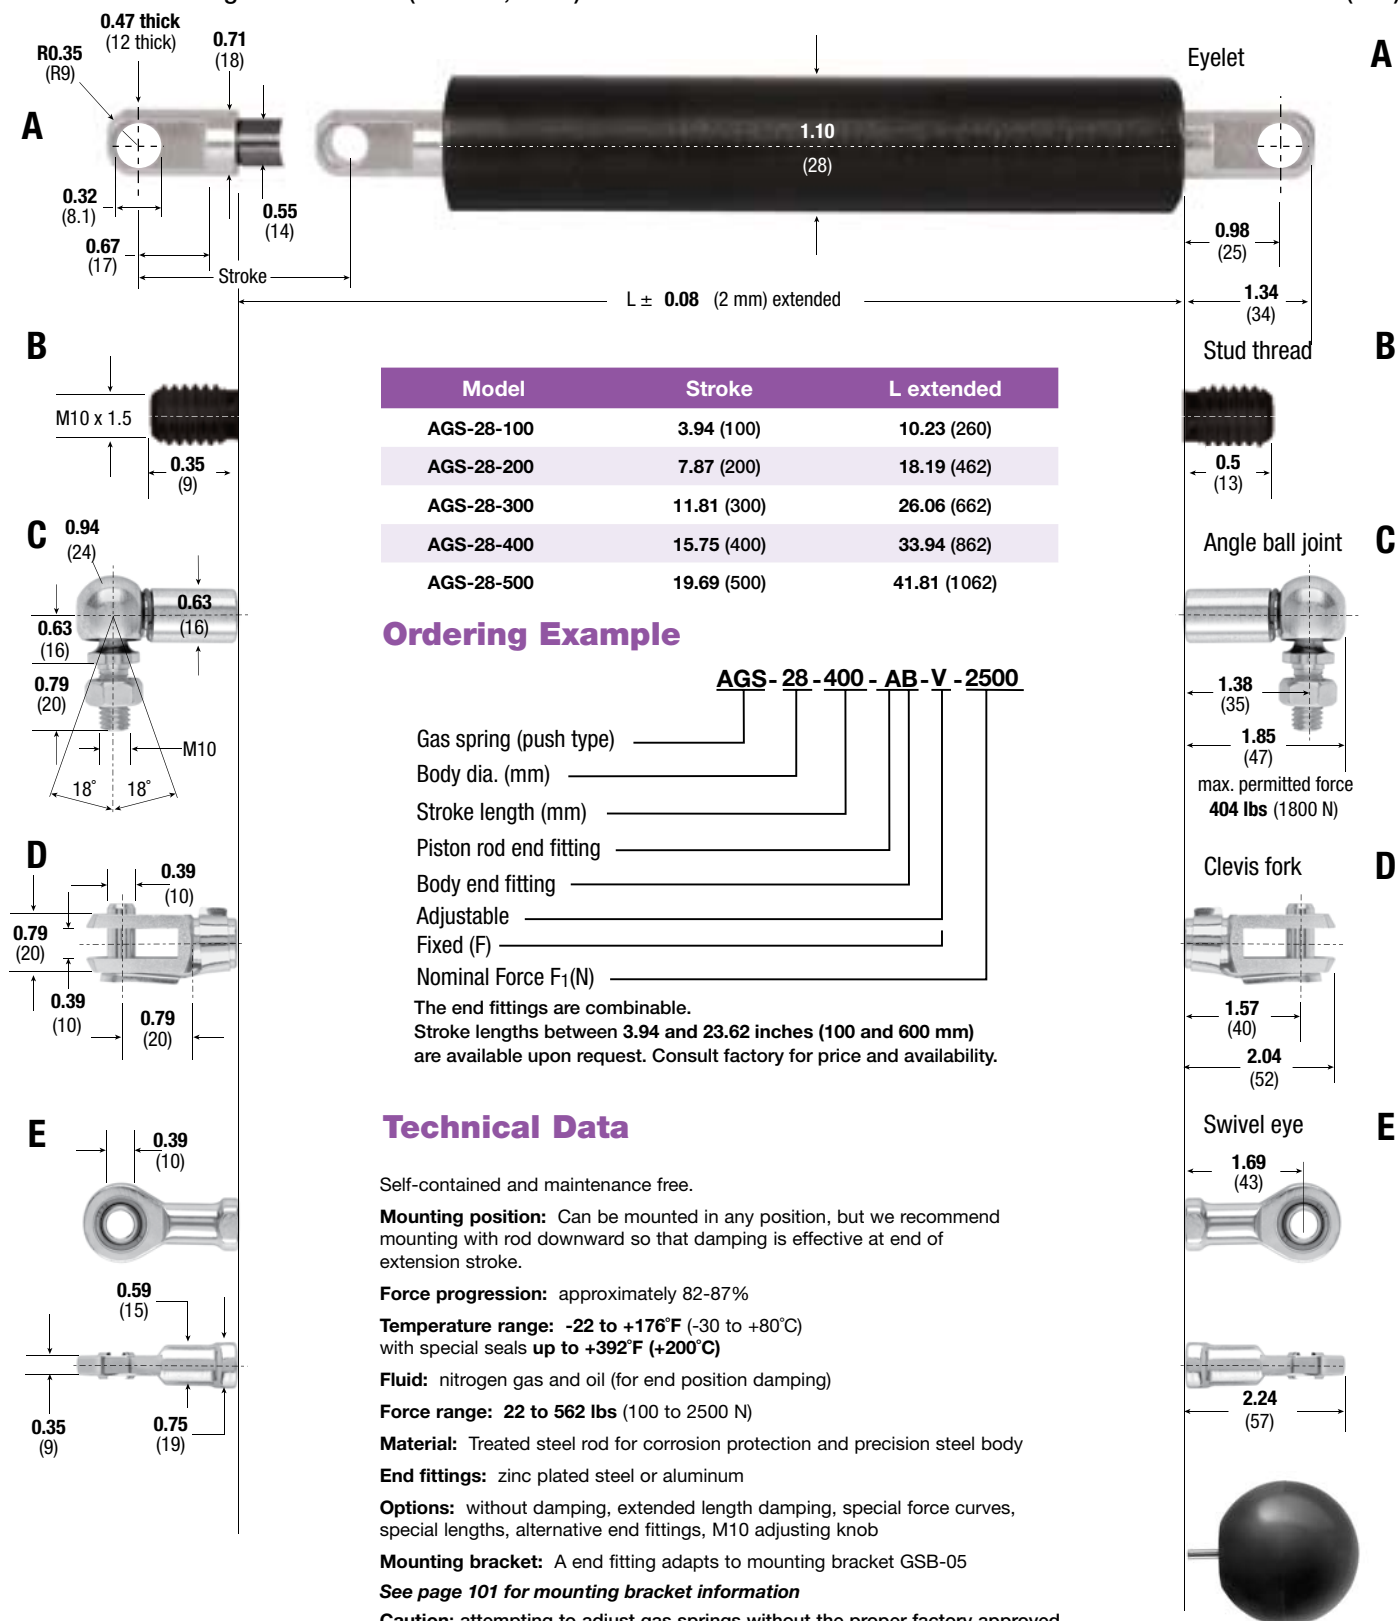 0.47 thick
(12 thick)
R0.35
(R9)
0.71
(18)
Eyelet
A
A
1.10
(28)
0.32
(8.1)
0.55
(14)
0.67
(17)
Stroke
0.98
(25)
L ± 0.08 (2 mm) extended
1.34
(34)
B
Stud thread
B
M10 x 1.5
0.35
(9)
0.5
(13)
Model Stroke L extended
AGS-28-100 3.94 (100) 10.23 (260)
AGS-28-200 7.87 (200) 18.19 (462)
AGS-28-300 11.81 (300) 26.06 (662)
AGS-28-400 15.75 (400) 33.94 (862)
AGS-28-500 19.69 (500) 41.81 (1062)
C
0.94
(24)
0.63
(16)
0.63
(16)
0.79
(20)
M10
18° 18°
Angle ball joint
C
1.38
(35)
1.85
(47)
max. permitted force
404 lbs (1800 N)
Ordering Example
AGS-28-400-AB-V-2500
Gas spring (push type)
Body dia. (mm)
Stroke length (mm)
Piston rod end fitting
Body end fitting
Adjustable
Fixed (F)
Nominal Force F1(N)
The end fittings are combinable.
Stroke lengths between 3.94 and 23.62 inches (100 and 600 mm)
are available upon request. Consult factory for price and availability.
D
0.39
(10)
0.79
(20)
0.39
(10)
0.79
(20)
Clevis fork
D
1.57
(40)
2.04
(52)
E
0.39
(10)
0.59
(15)
0.35
(9)
0.75
(19)
Swivel eye
E
1.69
(43)
2.24
(57)
Technical Data
Self-contained and maintenance free.
Mounting position: Can be mounted in any position, but we recommend
mounting with rod downward so that damping is effective at end of
extension stroke.
Force progression: approximately 82-87%
Temperature range: -22 to +176°F (-30 to +80°C)
with special seals up to +392°F (+200°C)
Fluid: nitrogen gas and oil (for end position damping)
Force range: 22 to 562 lbs (100 to 2500 N)
Material: Treated steel rod for corrosion protection and precision steel body
End fittings: zinc plated steel or aluminum
Options: without damping, extended length damping, special force curves,
special lengths, alternative end fittings, M10 adjusting knob
Mounting bracket: A end fitting adapts to mounting bracket GSB-05
See page 101 for mounting bracket information
Caution: attempting to adjust gas springs without the proper factory approved